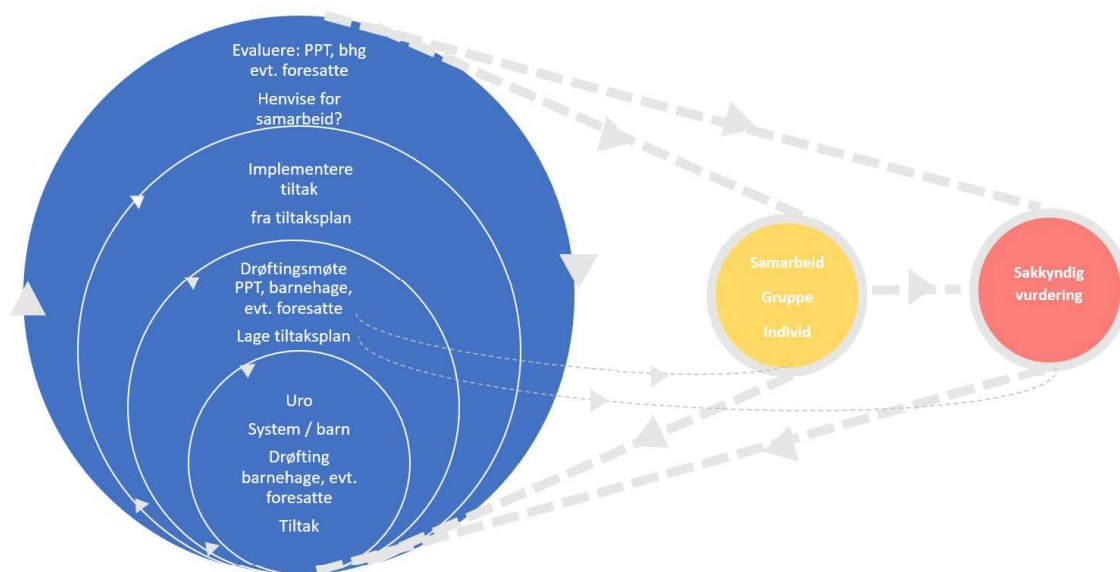 Evaluere: PPT, bhg
evt. foresatte
Henvise for
samarbeid?
Implementere
tiltak
fra tiltaksplan
Drøftingsmøte
PPT, barnehage,
evt. foresatte
Lage tiltaksplan
Uro
System / barn
Drøfting
barnehage, evt.
foresatte
Tiltak
Samarbeid
Gruppe
Individ
Sakkyndig
vurdering